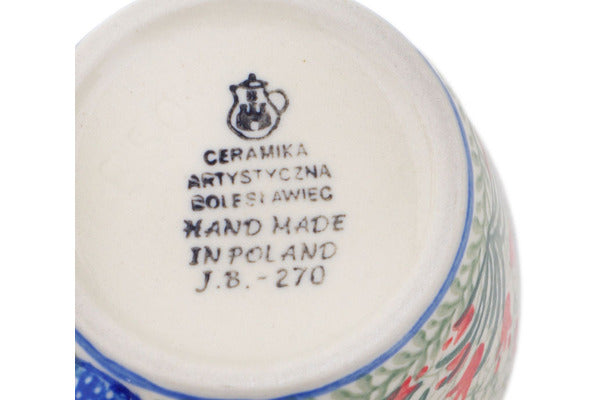 CERAMIKA
ARTYSTYCZNA
BOLESŁAWIEC
HAND MADE
IN POLAND
J.B.-270